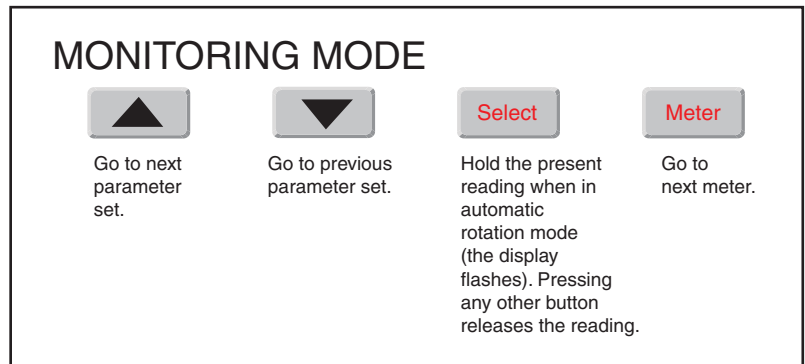 MONITORING MODE
Go to next
parameter
set.
Go to previous
parameter set.
Select
Hold the present
reading when in
automatic
rotation mode
(the display
flashes). Pressing
any other button
releases the reading.
Meter
Go to
next meter.